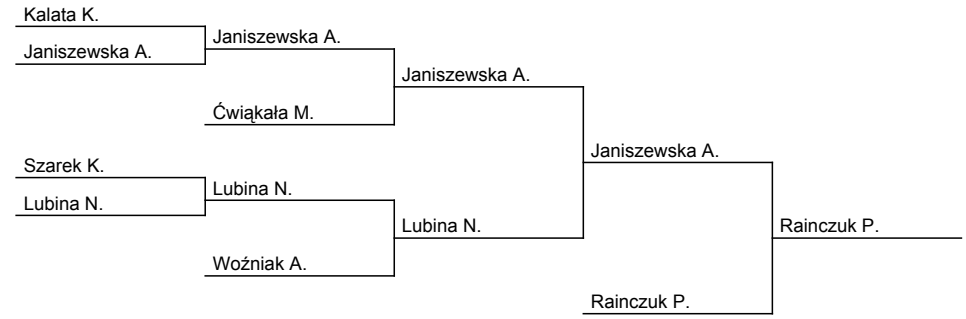 Kalata K.
Janiszewska A.
Janiszewska A.
Janiszewska A.
Ćwiąkała M.
Janiszewska A.
Szarek K.
Lubina N.
Lubina N.
Lubina N.
Rainczuk P.
Woźniak A.
Rainczuk P.